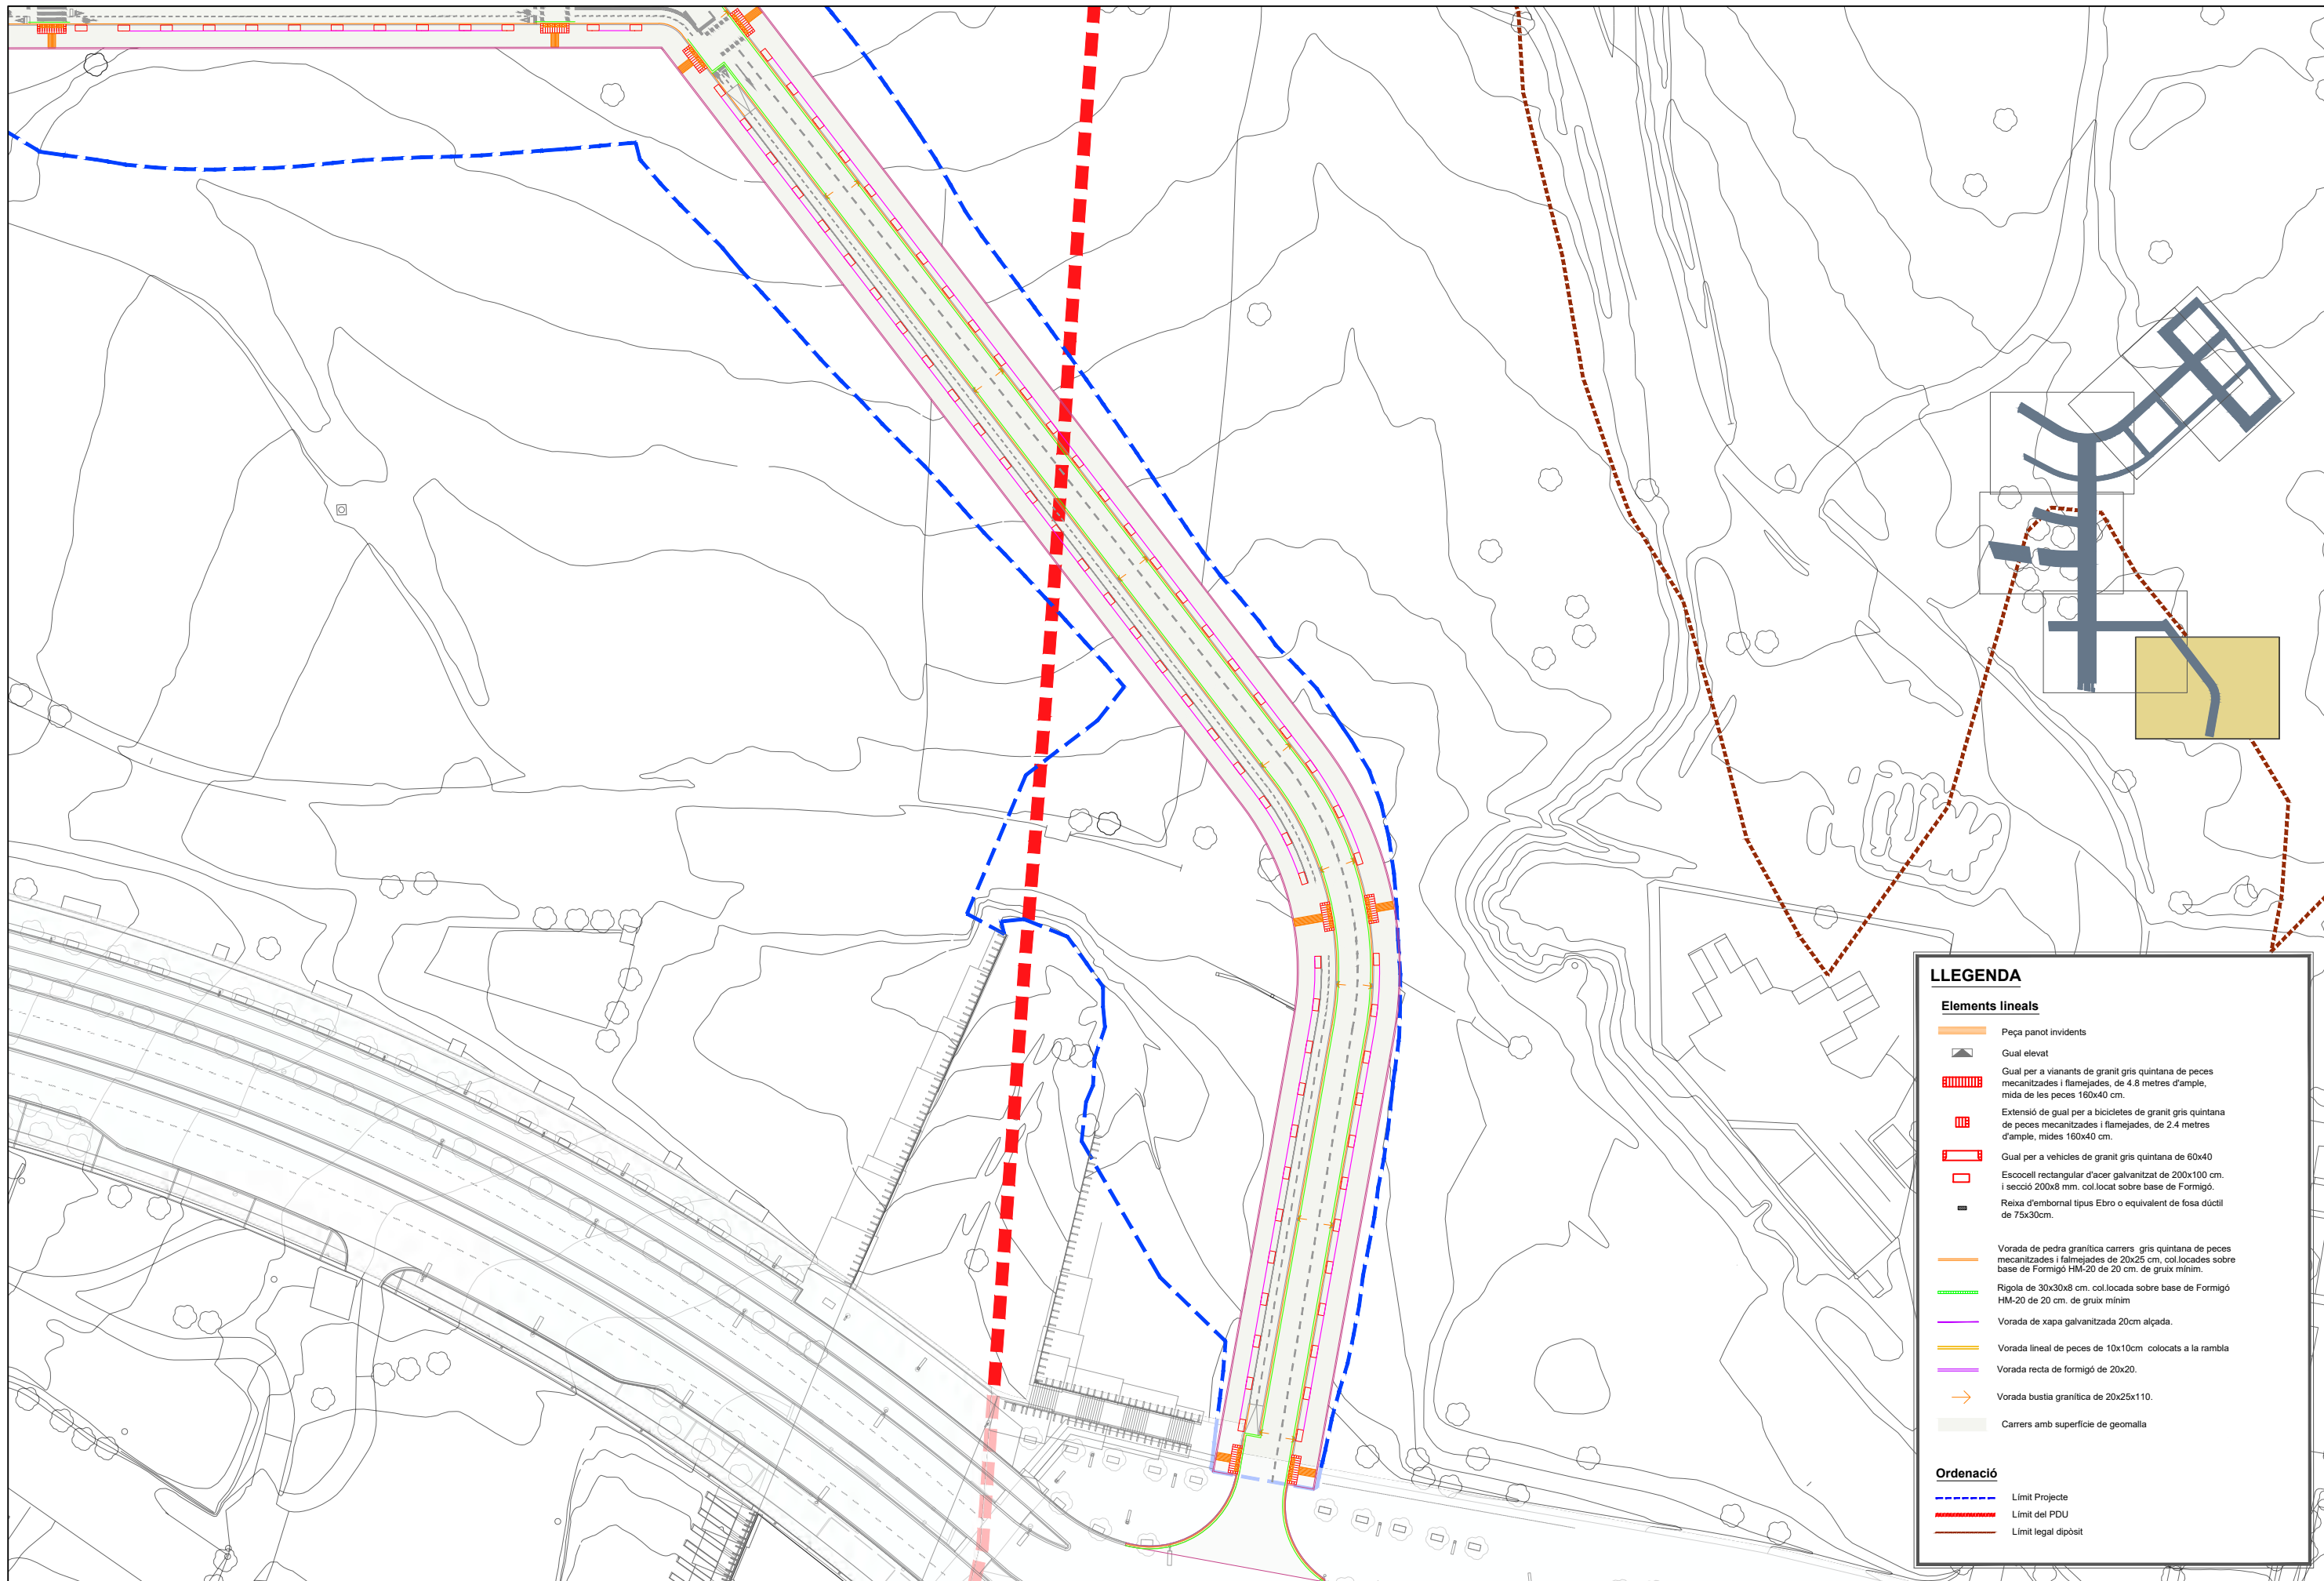 LLEGENDA
Elements lineals
Peça panot invidents
Gual elevat
Gual per a vianants de granit gris quintana de peces
mecanitzades i flamejades, de 4.8 metres d'ample,
mida de les peces 160x40 cm.
Extensió de gual per a bicicletes de granit gris quintana
de peces mecanitzades i flamejades, de 2.4 metres
d'ample, mides 160x40 cm.
Gual per a vehicles de granit gris quintana de 60x40
Escocell rectangular d'acer galvanitzat de 200x100 cm.
i secció 200x8 mm. col.locat sobre base de Formigó.
Reixa d'embornal tipus Ebro o equivalent de fosa dúctil
de 75x30cm.
Vorada de pedra granítica carrers gris quintana de peces
mecanitzades i falmejades de 20x25 cm, col.locades sobre
base de Formigó HM-20 de 20 cm. de gruix mínim.
Rigola de 30x30x8 cm. col.locada sobre base de Formigó
HM-20 de 20 cm. de gruix mínim
Vorada de xapa galvanitzada 20cm alçada.
Vorada lineal de peces de 10x10cm colocats a la rambla
Vorada recta de formigó de 20x20.
Vorada bustia granítica de 20x25x110.
Carrers amb superfície de geomalla
Ordenació
Límit Projecte
Límit del PDU
Límit legal dipòsit